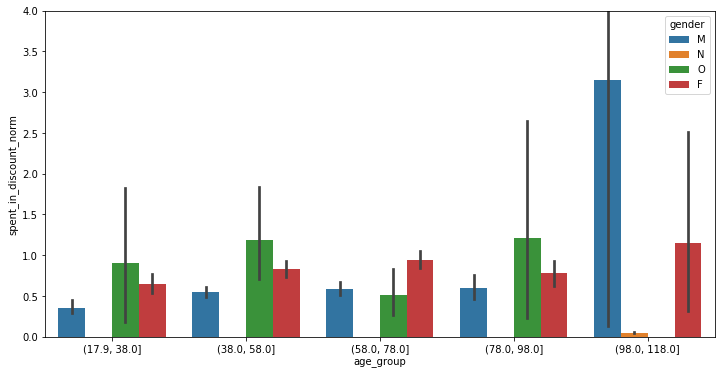 4.0
3.5
3.0
2.5
2.0
1.5
1.0
0.5
0.0
spent_in_discount_norm
gender
M
N
O
F
(17.9, 38.0]
(38.0, 58.0]
(58.0, 78.0]
(78.0, 98.0]
(98.0, 118.0]
age_group